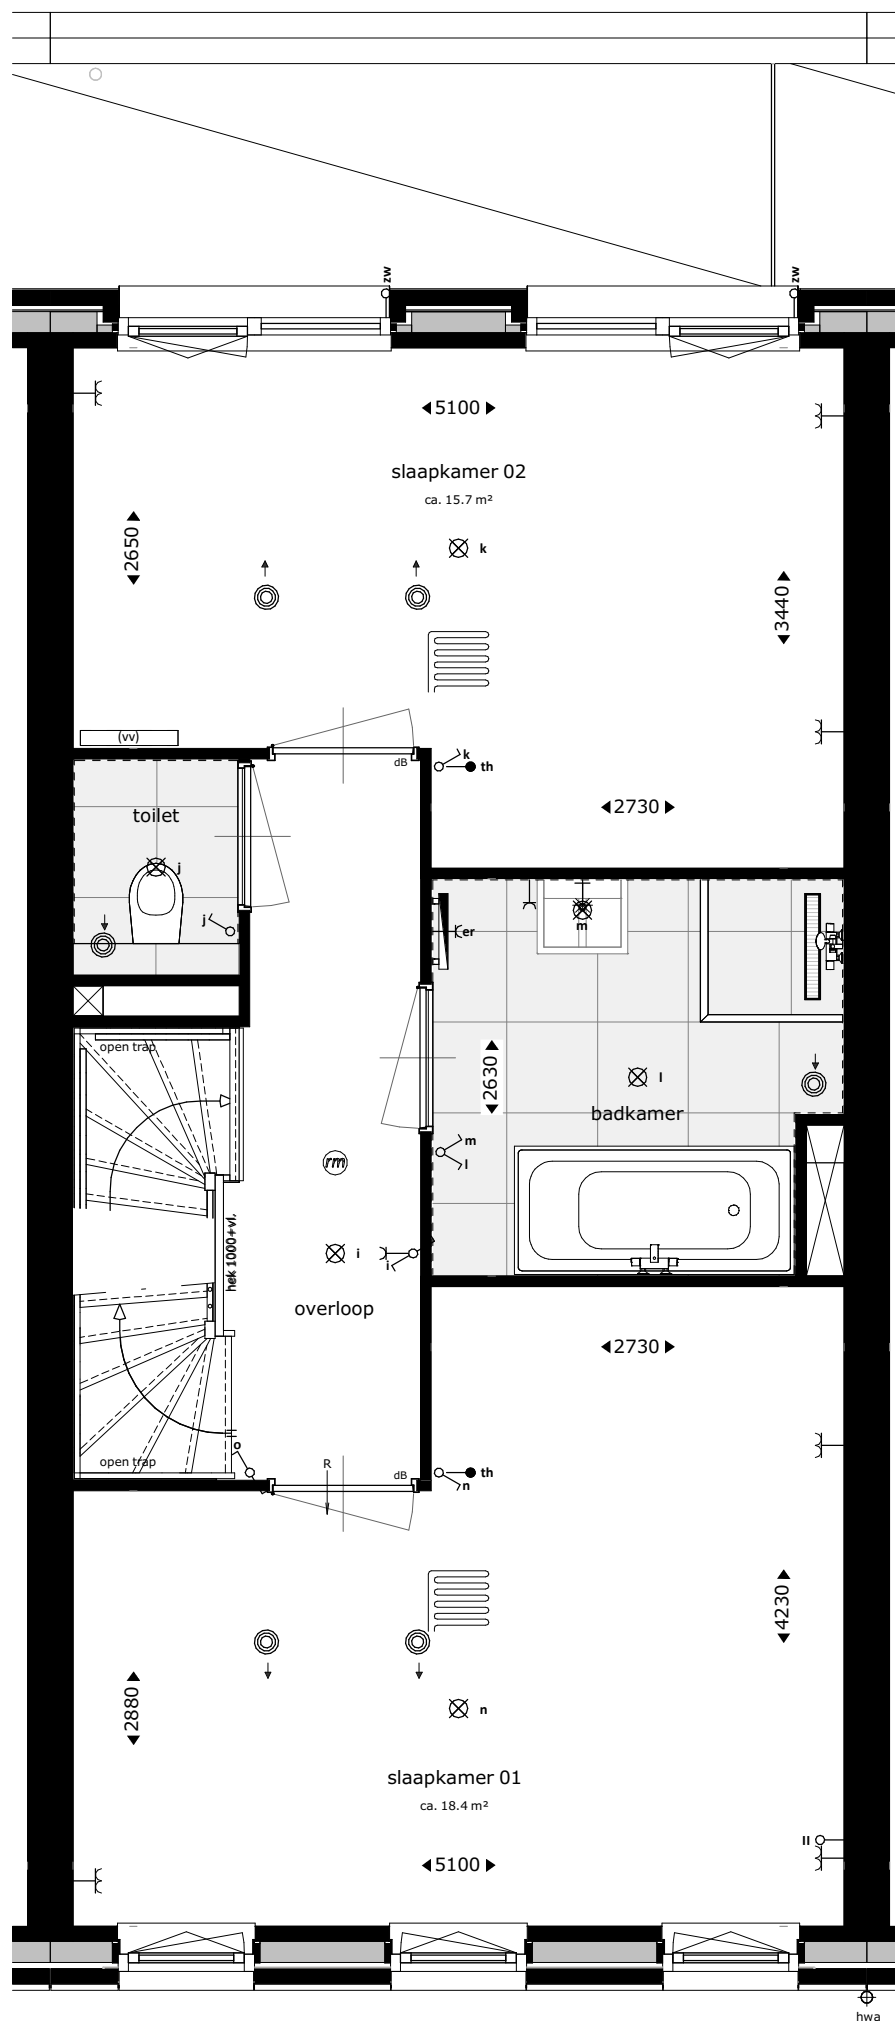 zw
zw
5100
slaapkamer 02
ca. 15.7 m²
k
2650
3440
(vv)
dB
k
th
2730
toilet
j
j
m
er
open trap
2630
l
badkamer
m
l
rm
hek 1000+vl.
i
i
overloop
2730
o
open trap
R
dB
th
n
4230
2880
n
slaapkamer 01
ca. 18.4 m²
II
5100
hwa